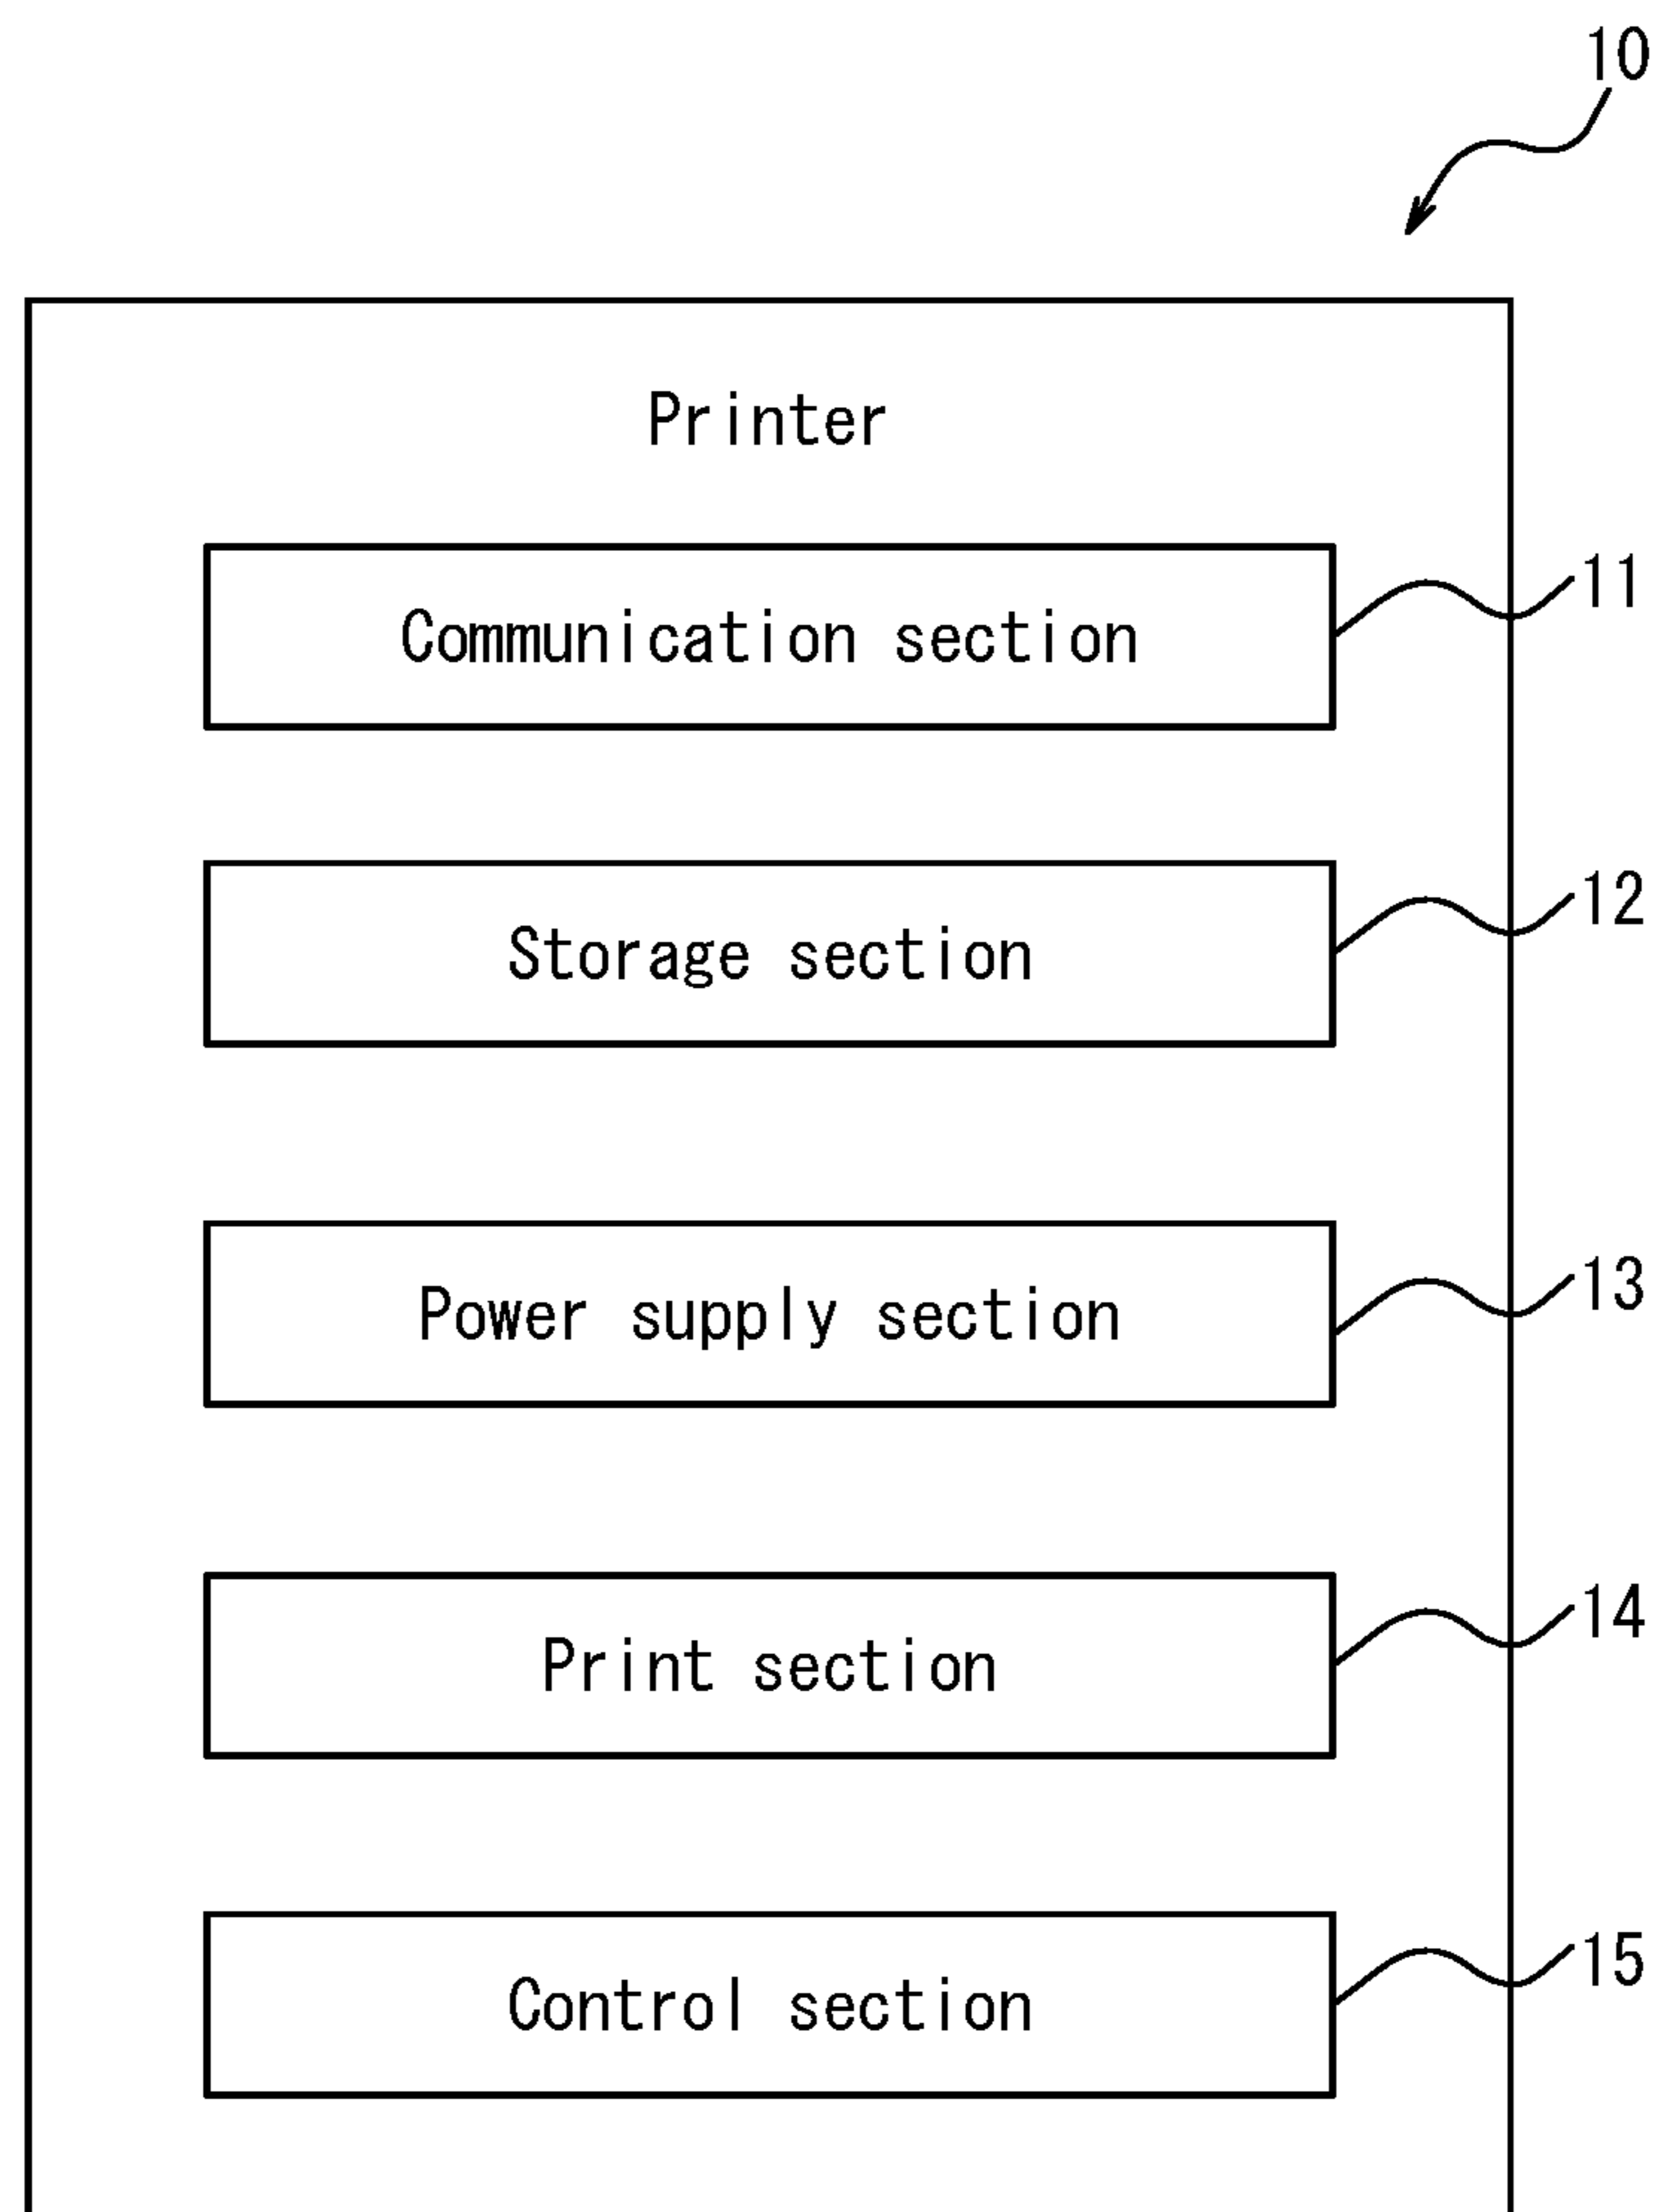 10
Printer
Communication section 11
Storage section 12
Power supply section 13
Print section 14
Control section 15